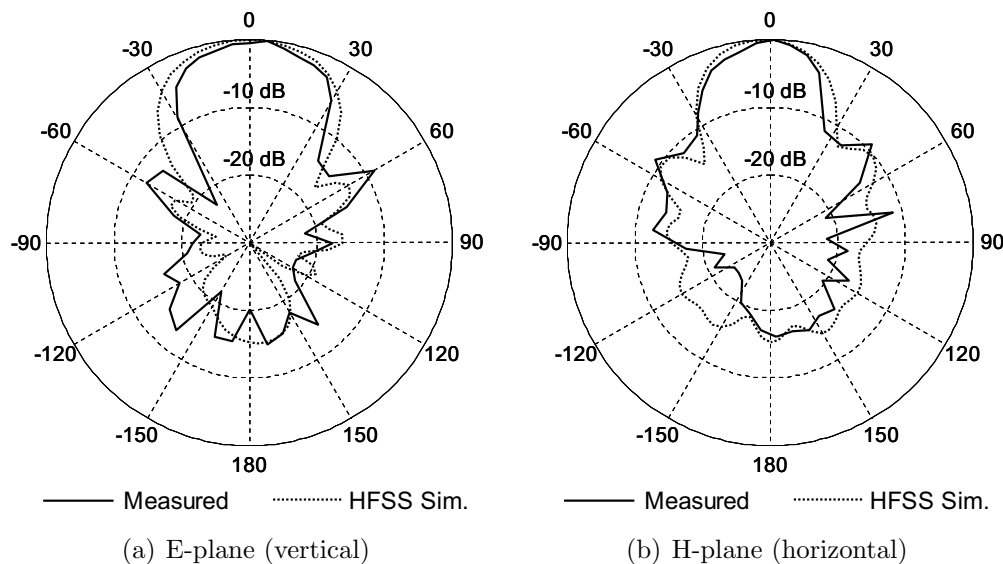 0
-30
30
-10 dB
-60
60
-20 dB
-90
90
-120
120
-150
150
180
Measured
HFSS Sim.
(a) E-plane (vertical)
0
-30
30
-10 dB
-60
60
-20 dB
-90
90
-120
120
-150
150
180
Measured
HFSS Sim.
(b) H-plane (horizontal)